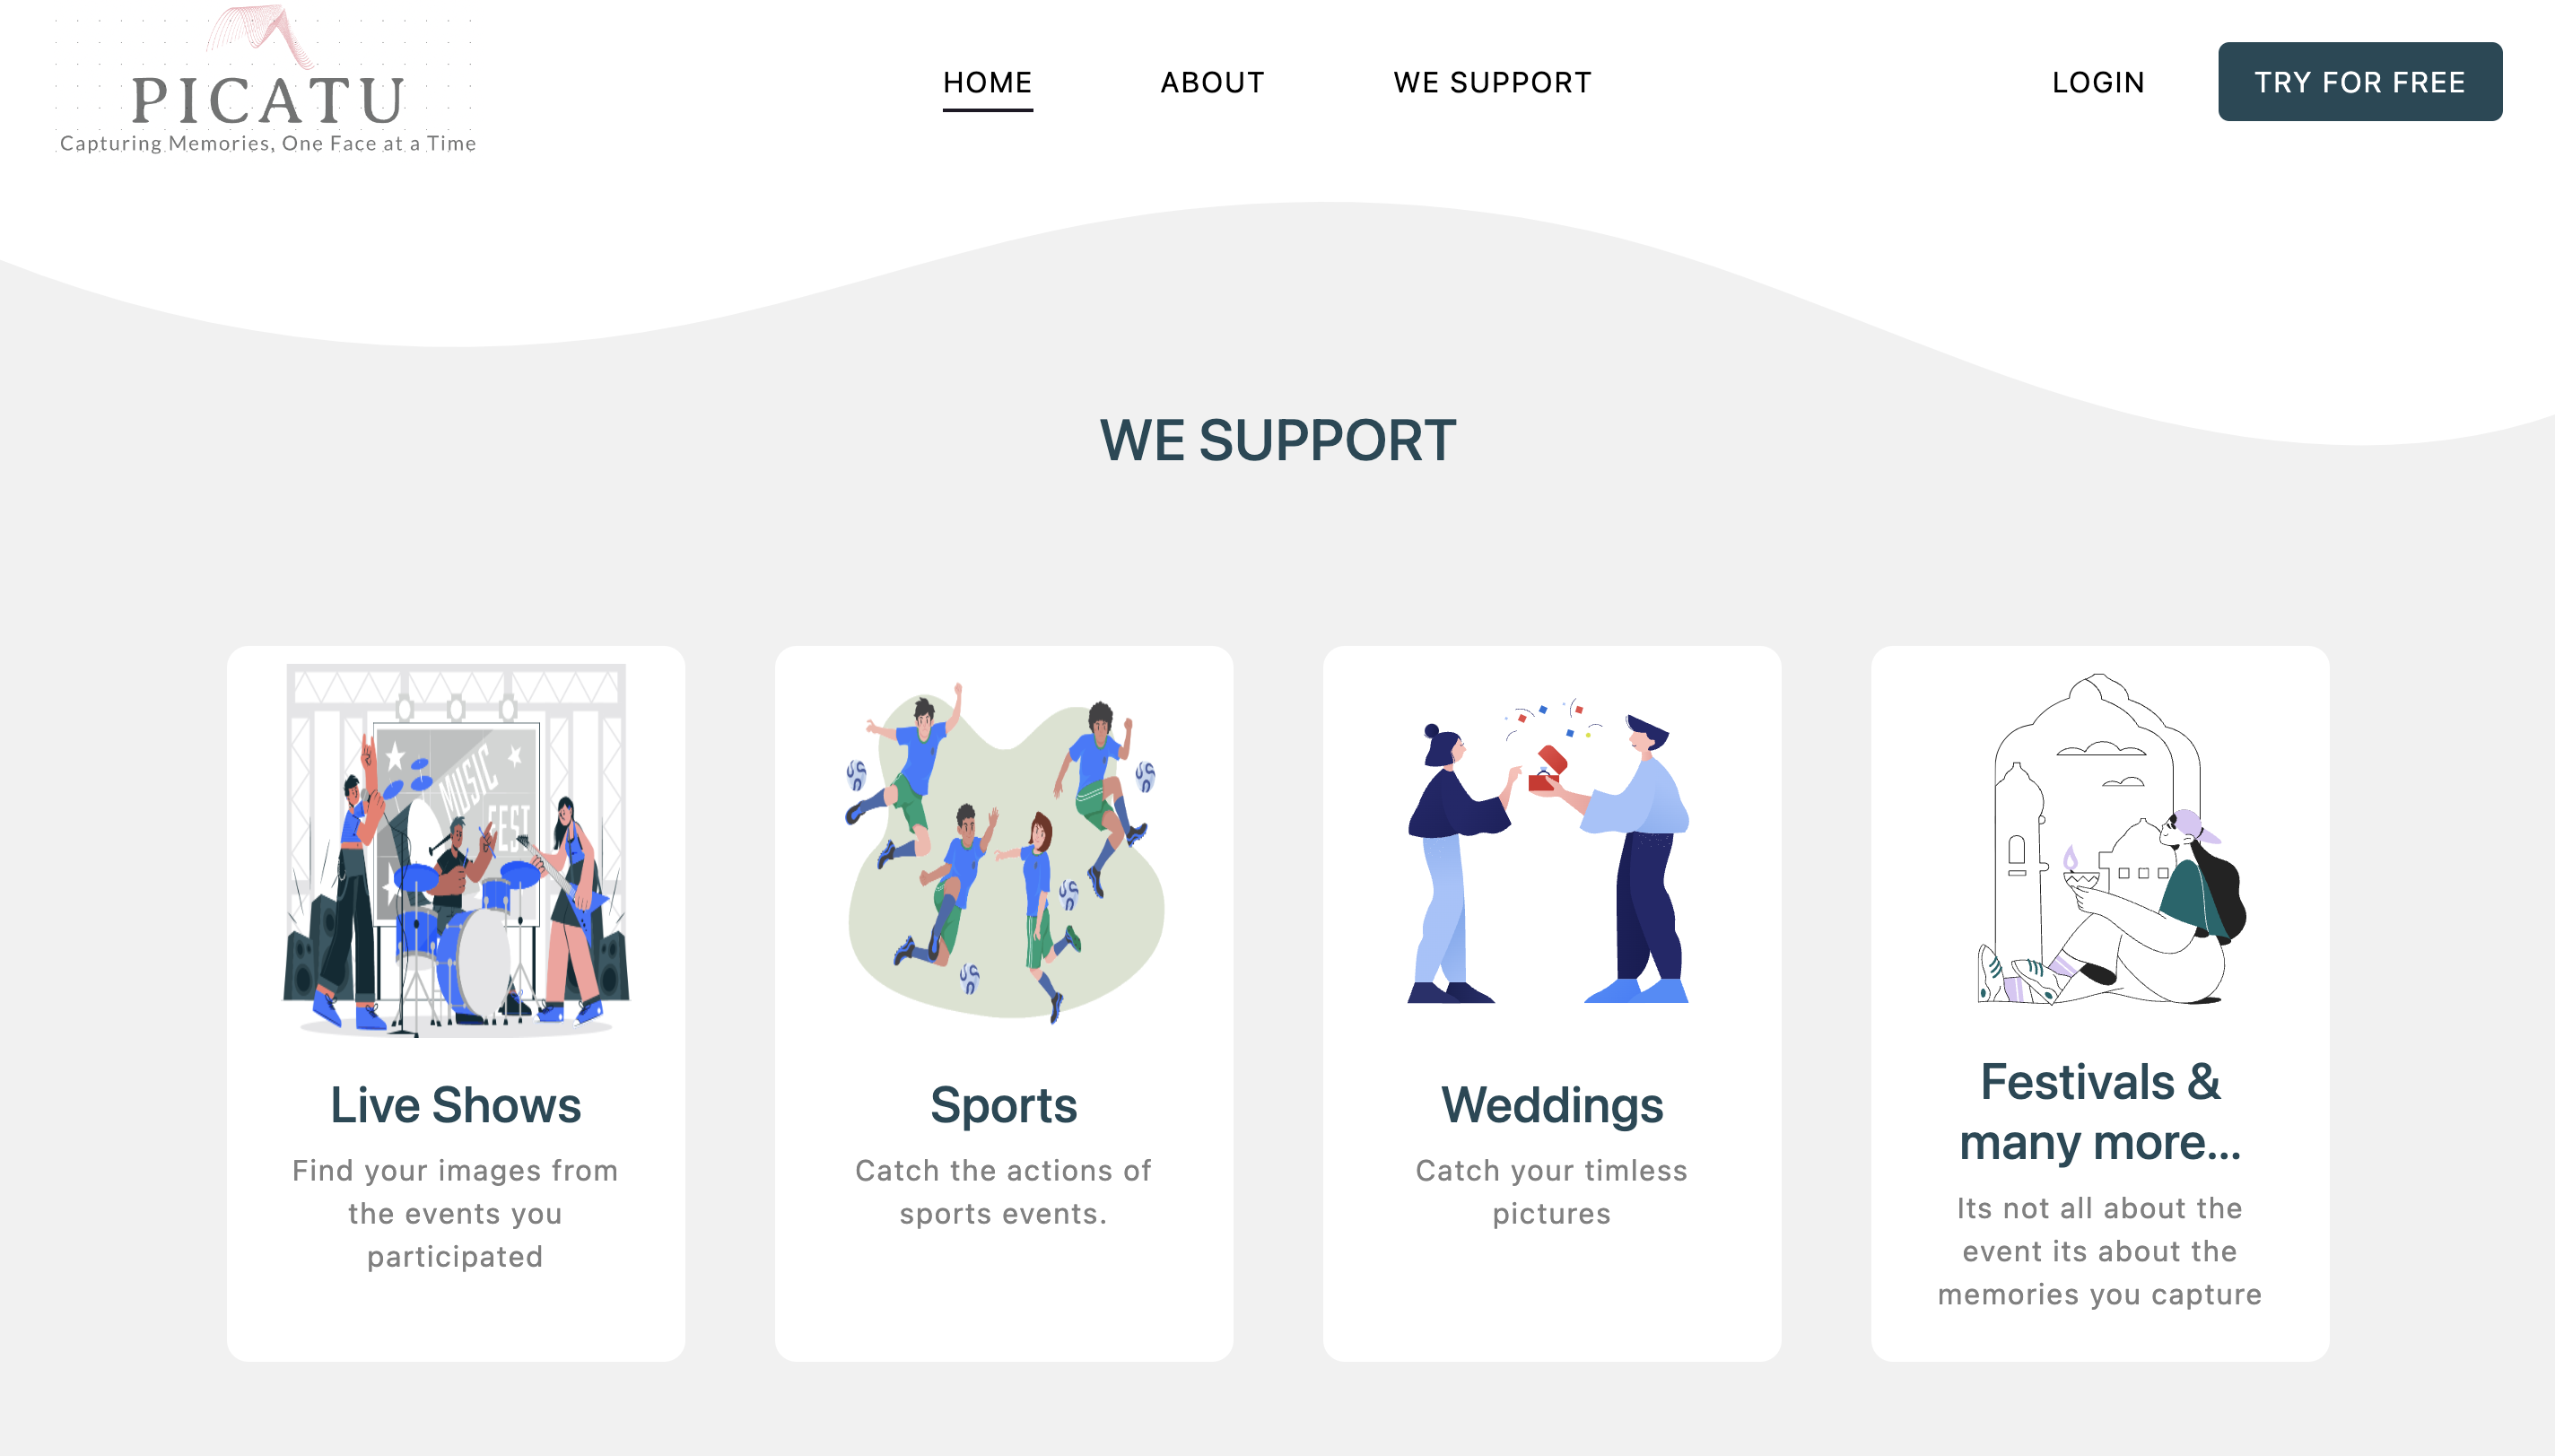 PICATU
Capturing Memories, One Face at a Time
HOME
ABOUT
WE SUPPORT
LOGIN
TRY FOR FREE
WE SUPPORT
MUSIC
FEST
Live Shows
Find your images from
the events you
participated
Sports
Catch the actions of
sports events.
Weddings
Catch your timless
pictures
Festivals &
many more...
Its not all about the
event its about the
memories you capture